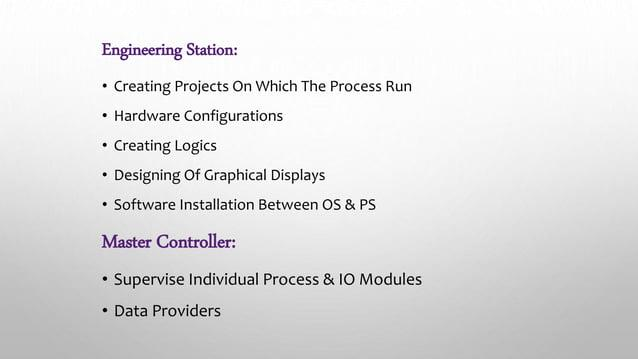 Engineering Station:
• Creating Projects On Which The Process Run
• Hardware Configurations
• Creating Logics
• Designing Of Graphical Displays
• Software Installation Between OS & PS
Master Controller:
• Supervise Individual Process & IO Modules
• Data Providers